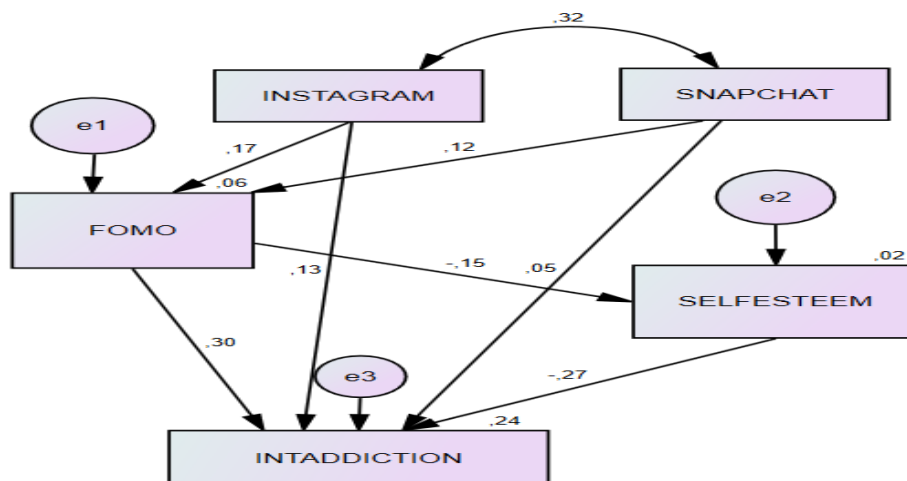 ,32
INSTAGRAM
SNAPCHAT
e1
,17
,12
,06
FOMO
e2
-,15
,05
,02
,13
SELFESTEEM
,30
e3
-,27
,24
INTADDICTION